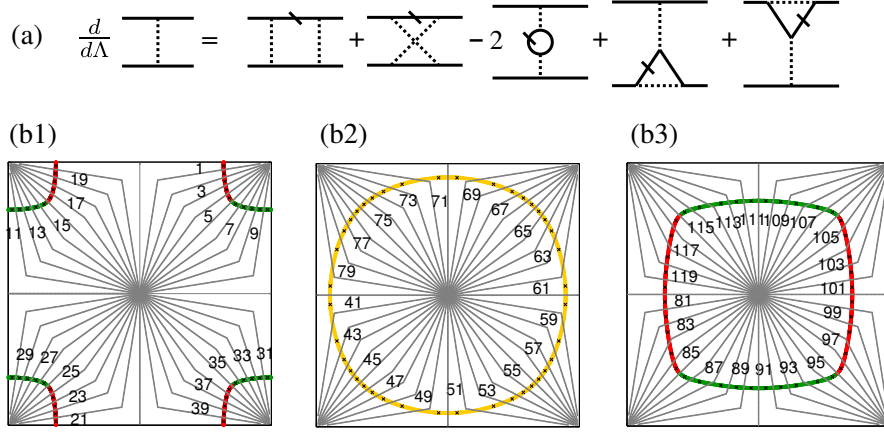 (a) d/dΛ = + − 2 + +
(b1) (b2) (b3)
19 1
17 3
15 5
11 13 7 9
29 27 35 33 31
25 37
23 39
21
73 71 69 67
75 65
77 63
79 61
41 59
43 57
45 55
47 49 51 53
115 113 111 109 107
117 105
119 103
81 101
83 99
85 97
87 89 91 93 95